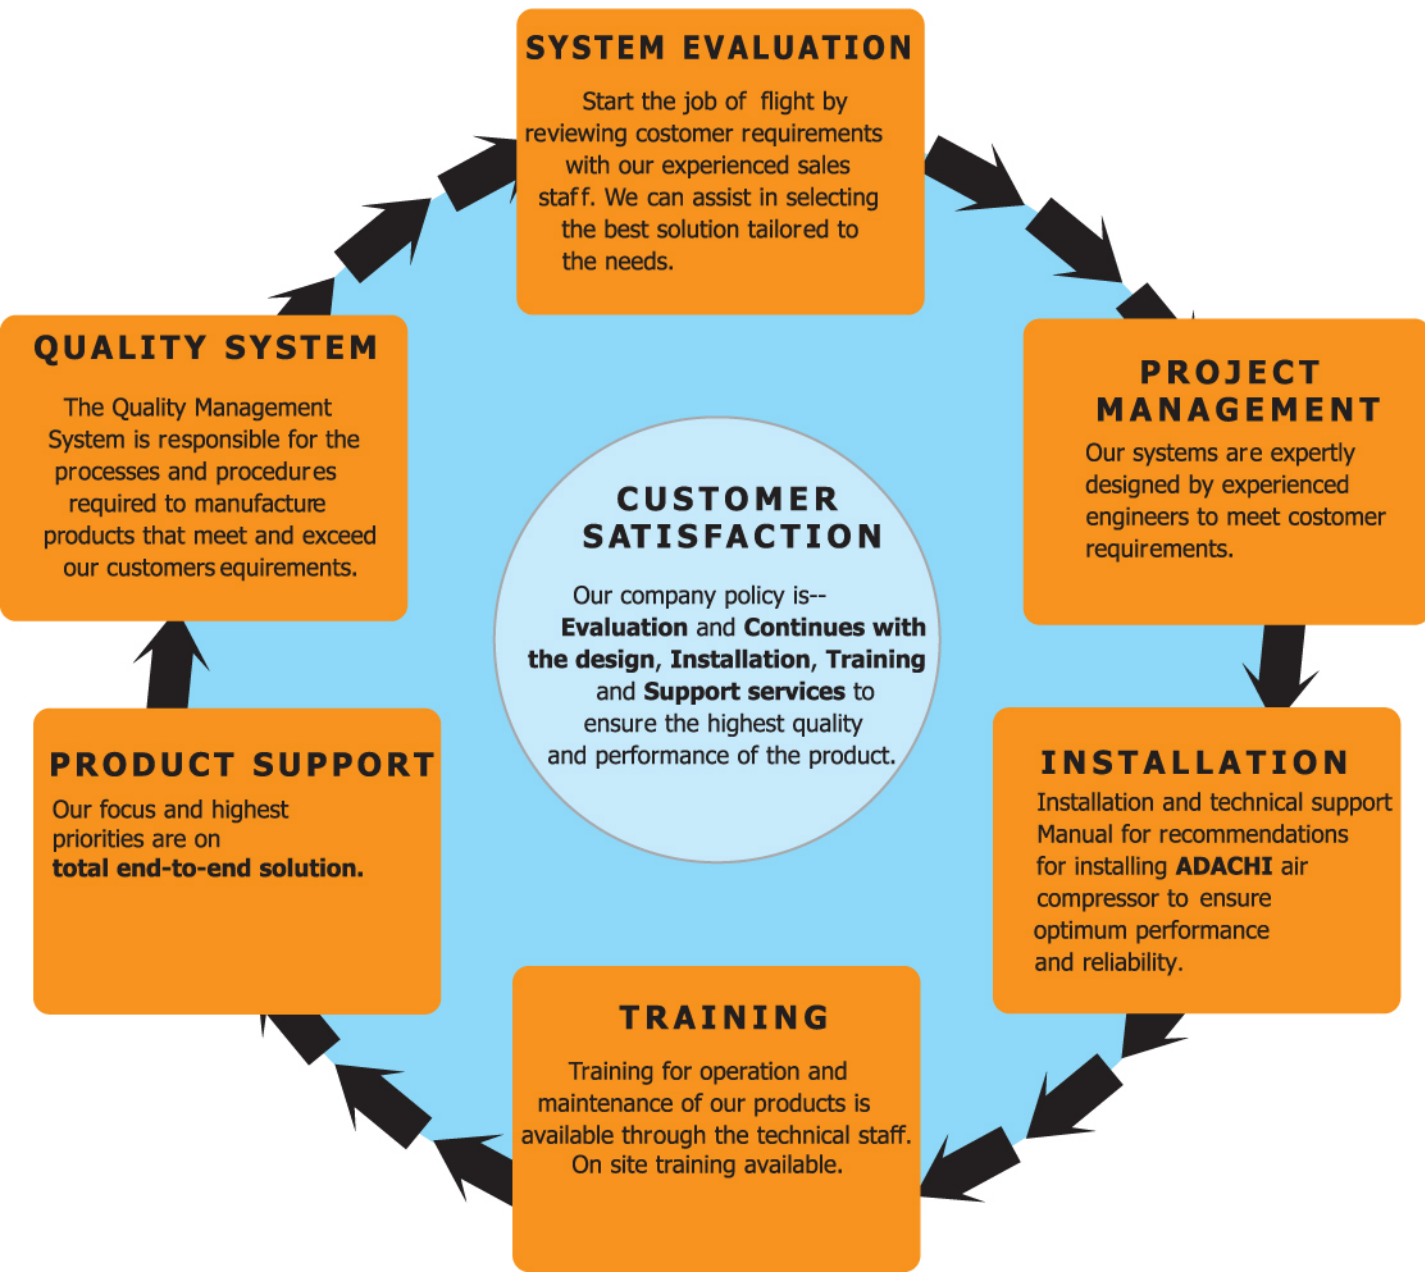 SYSTEM EVALUATION
Start the job of flight by
reviewing costomer requirements
with our experienced sales
staff. We can assist in selecting
the best solution tailored to
the needs.
PROJECT
MANAGEMENT
Our systems are expertly
designed by experienced
engineers to meet costomer
requirements.
INSTALLATION
Installation and technical support
Manual for recommendations
for installing ADACHI air
compressor to ensure
optimum performance
and reliability.
TRAINING
Training for operation and
maintenance of our products is
available through the technical staff.
On site training available.
PRODUCT SUPPORT
Our focus and highest
priorities are on
total end-to-end solution.
QUALITY SYSTEM
The Quality Management
System is responsible for the
processes and procedures
required to manufacture
products that meet and exceed
our customers equirements.
CUSTOMER
SATISFACTION
Our company policy is--
Evaluation and Continues with
the design, Installation, Training
and Support services to
ensure the highest quality
and performance of the product.